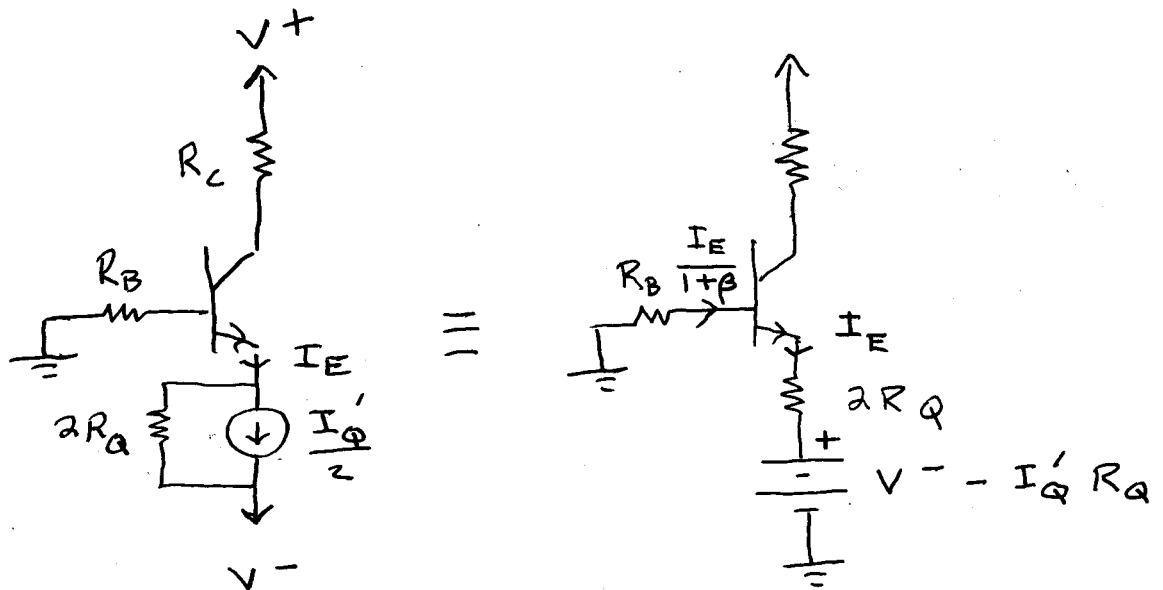 V+
R_C
R_B
I_E
2R_Q
I_Q'/2
V-
≡
R_B
I_E/(1+β)
I_E
2R_Q
+
-
V- - I_Q' R_Q